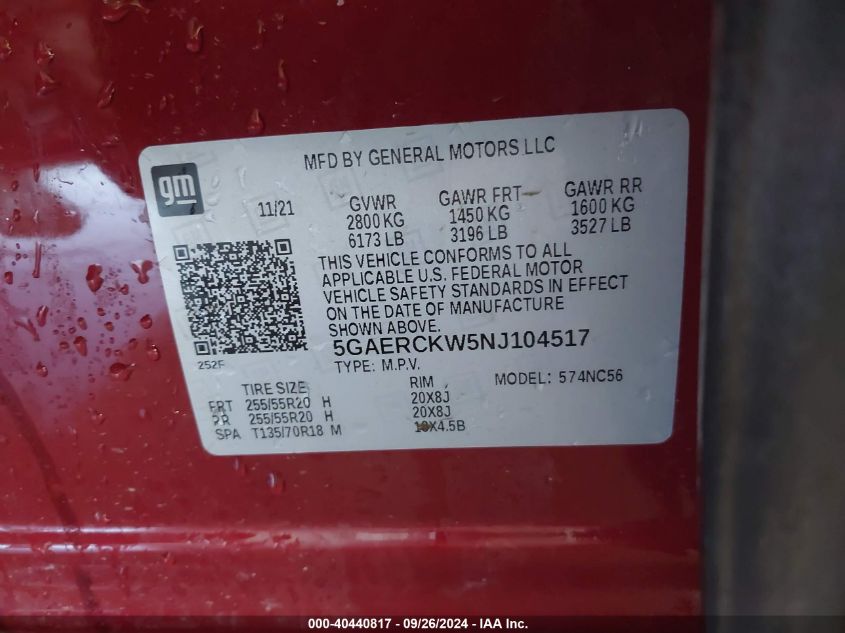 MFD BY GENERAL MOTORS LLC
gm
11/21
GVWR GAWR FRT GAWR RR
2800 KG 1450 KG 1600 KG
6173 LB 3196 LB 3527 LB
THIS VEHICLE CONFORMS TO ALL
APPLICABLE U.S. FEDERAL MOTOR
VEHICLE SAFETY STANDARDS IN EFFECT
ON THE DATE OF MANUFACTURE
SHOWN ABOVE.
252F
5GAERCKW5NJ104517
TYPE: M.P.V.
MODEL: 574NC56
TIRE SIZE RIM
FRT 255/55R20 H 20X8J
RR 255/55R20 H 20X8J
SPA T135/70R18 M 18X4.5B
000-40440817 - 09/26/2024 - IAA Inc.